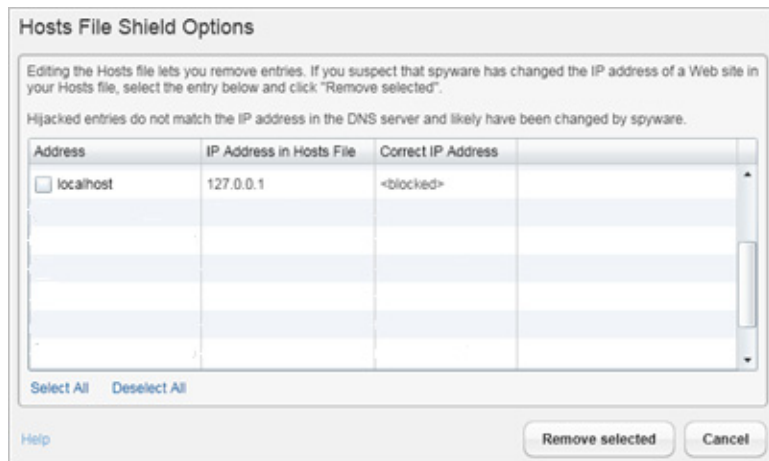 Hosts File Shield Options
Editing the Hosts file lets you remove entries. If you suspect that spyware has changed the IP address of a Web site in
your Hosts file, select the entry below and click "Remove selected".
Hijacked entries do not match the IP address in the DNS server and likely have been changed by spyware.
Address IP Address in Hosts File Correct IP Address
localhost 127.0.0.1 <blocked>
Select All Deselect All
Help Remove selected Cancel